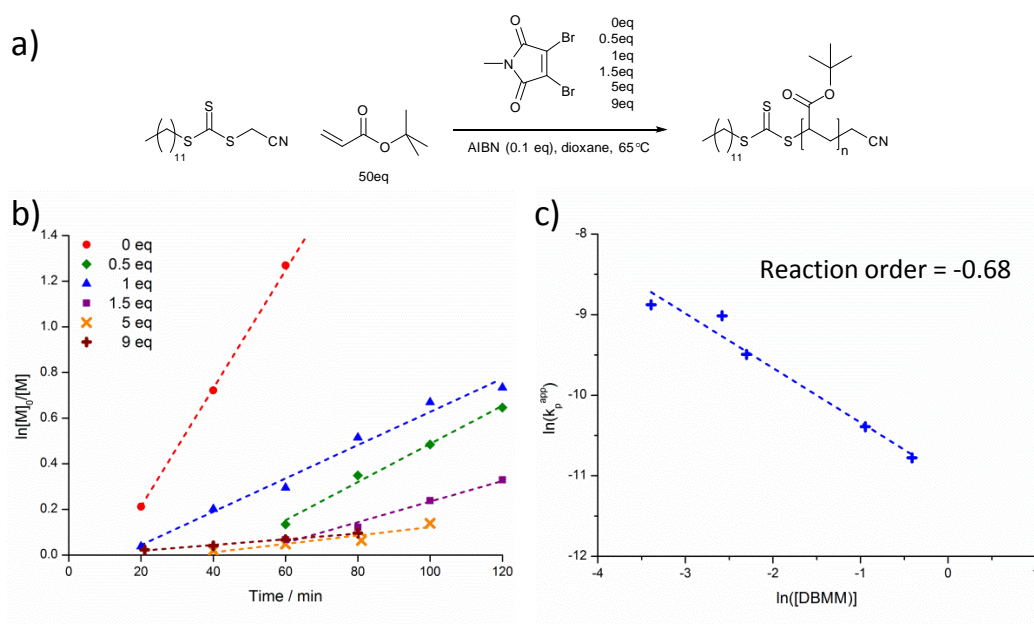 a)
O
Br
N
O
Br
0eq
0.5eq
1eq
1.5eq
5eq
9eq
S
( )
11
S
S
CN
O
O
50eq
AIBN (0.1 eq), dioxane, 65°C
S
O
O
( )
11
S
S
[ ]
n
CN
b)
ln[M]0/[M]
1.4
1.2
1.0
0.8
0.6
0.4
0.2
0.0
0 eq
0.5 eq
1 eq
1.5 eq
5 eq
9 eq
0 20 40 60 80 100 120
Time / min
c)
Reaction order = -0.68
ln(kpapp)
-8
-9
-10
-11
-12
-4 -3 -2 -1 0 1
ln([DBMM])